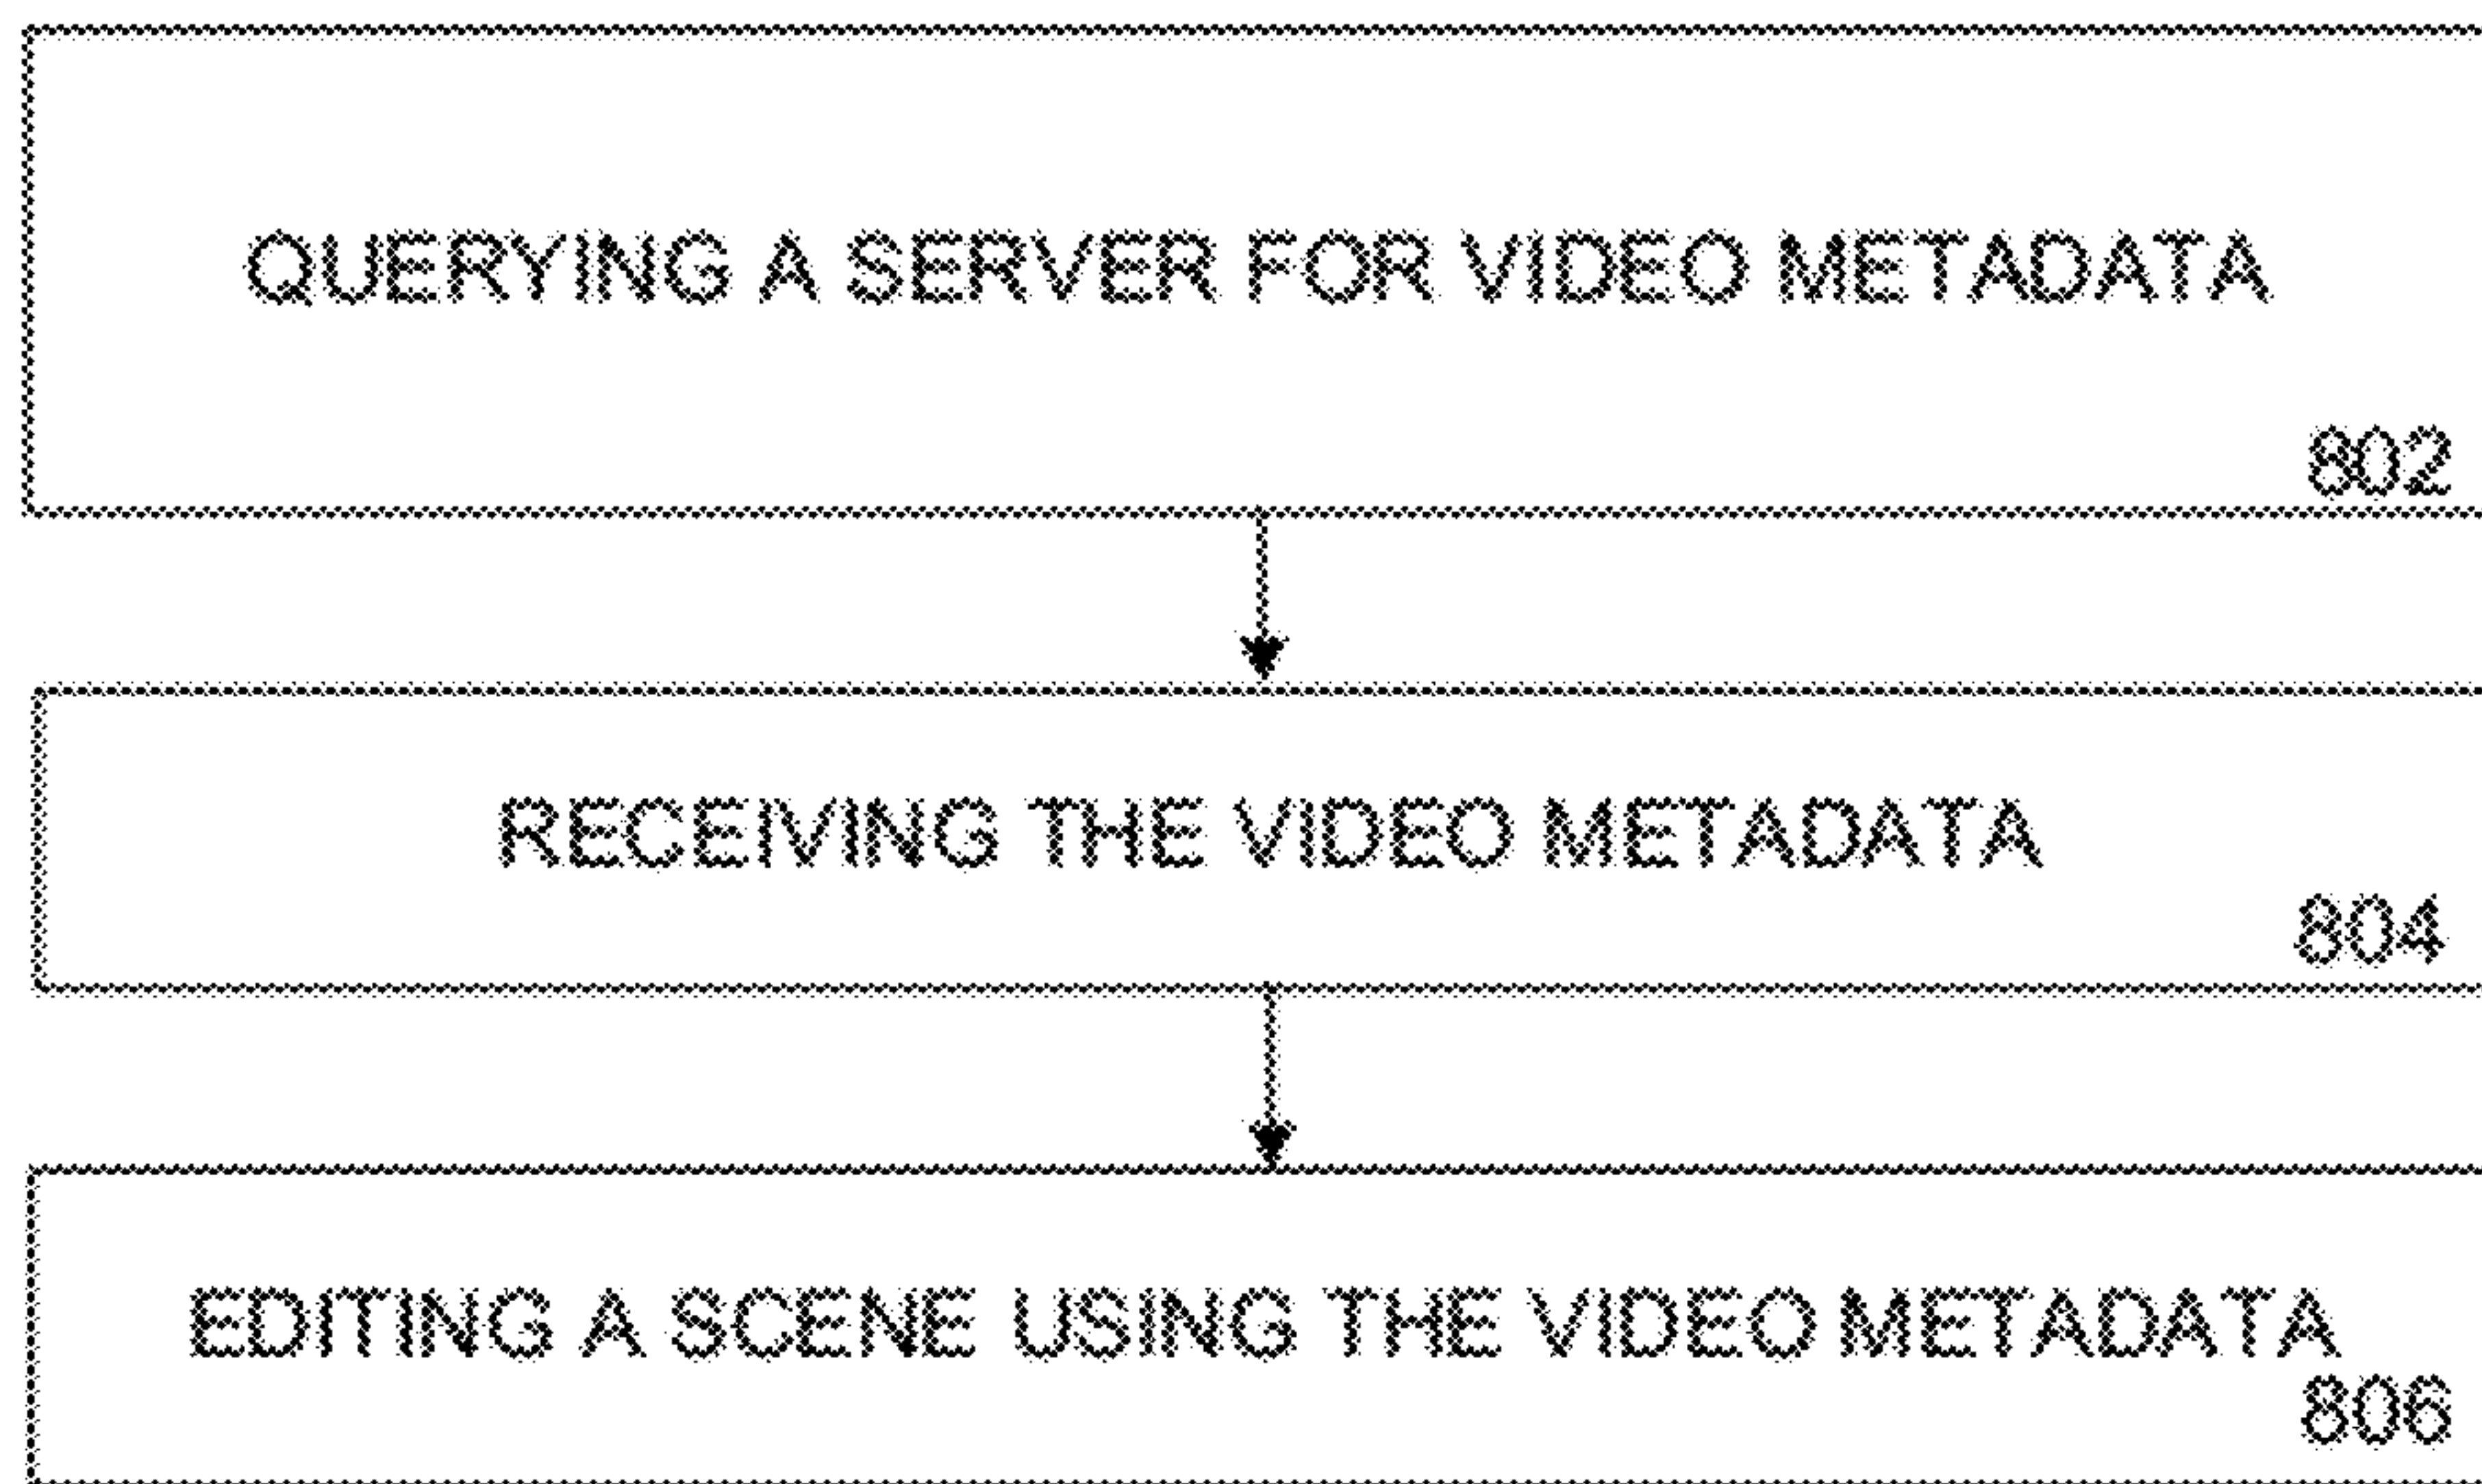 QUERYING A SERVER FOR VIDEO METADATA
802
RECEIVING THE VIDEO METADATA
804
EDITING A SCENE USING THE VIDEO METADATA
806